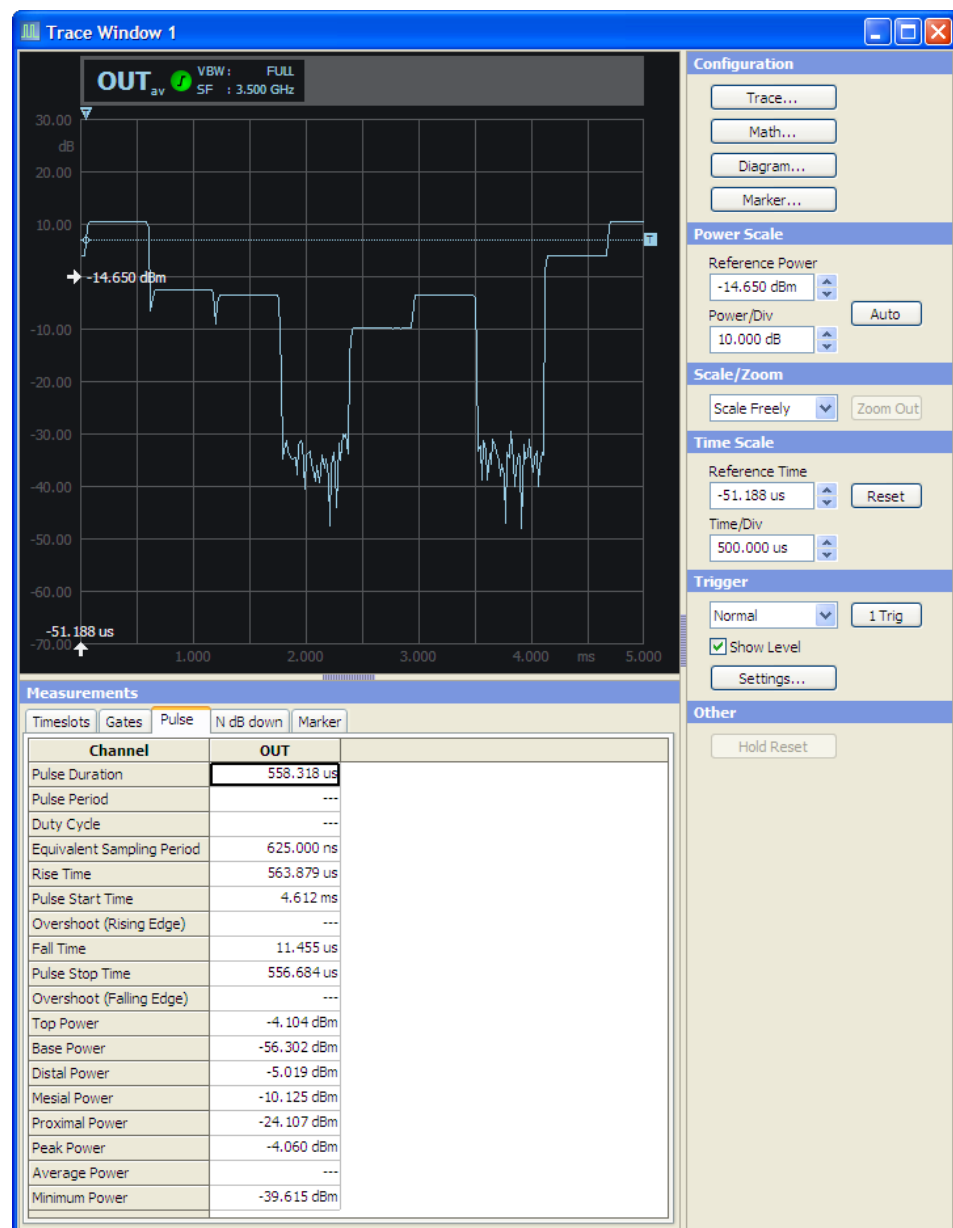 Trace Window 1
OUT av VBW : FULL
SF : 3.500 GHz
30.00
dB
20.00
10.00
T
-14.650 dBm
-10.00
-20.00
-30.00
-40.00
-50.00
-60.00
-51.188 us
-70.00
1.000 2.000 3.000 4.000 ms 5.000
Configuration
Trace...
Math...
Diagram...
Marker...
Power Scale
Reference Power
-14.650 dBm
Auto
Power/Div
10.000 dB
Scale/Zoom
Scale Freely Zoom Out
Time Scale
Reference Time
-51.188 us Reset
Time/Div
500.000 us
Trigger
Normal 1 Trig
Show Level
Settings...
Other
Hold Reset
Measurements
Timeslots Gates Pulse N dB down Marker
Channel OUT
Pulse Duration 558.318 us
Pulse Period ---
Duty Cycle ---
Equivalent Sampling Period 625.000 ns
Rise Time 563.879 us
Pulse Start Time 4.612 ms
Overshoot (Rising Edge) ---
Fall Time 11.455 us
Pulse Stop Time 556.684 us
Overshoot (Falling Edge) ---
Top Power -4.104 dBm
Base Power -56.302 dBm
Distal Power -5.019 dBm
Mesial Power -10.125 dBm
Proximal Power -24.107 dBm
Peak Power -4.060 dBm
Average Power ---
Minimum Power -39.615 dBm